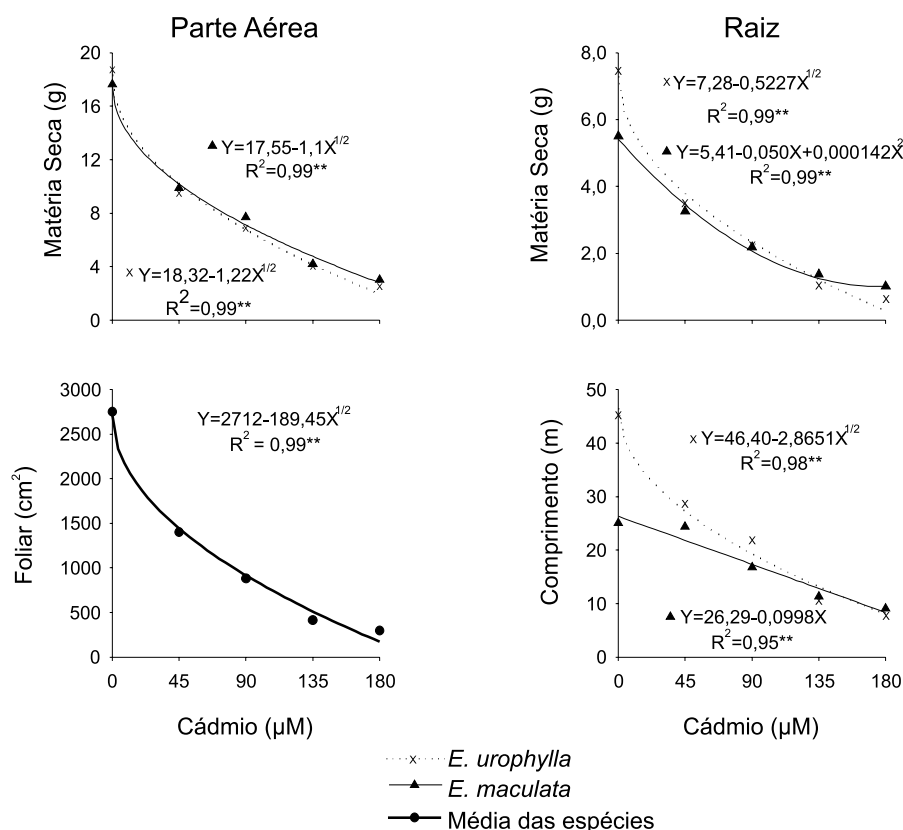 Parte Aérea
Matéria Seca (g)
20
16
12
8
4
0
Y=17,55-1,1X^1/2
R²=0,99**
Y=18,32-1,22X^1/2
R²=0,99**
Raiz
Matéria Seca (g)
8,0
6,0
4,0
2,0
0,0
Y=7,28-0,5227X^1/2
R²=0,99**
Y=5,41-0,050X+0,000142X²
R²=0,99**
Foliar (cm²)
3000
2500
2000
1500
1000
500
0
Y=2712-189,45X^1/2
R² = 0,99**
0 45 90 135 180
Cádmio (µM)
Comprimento (m)
50
40
30
20
10
0
Y=46,40-2,8651X^1/2
R²=0,98**
Y=26,29-0,0998X
R²=0,95**
0 45 90 135 180
Cádmio (µM)
E. urophylla
E. maculata
Média das espécies